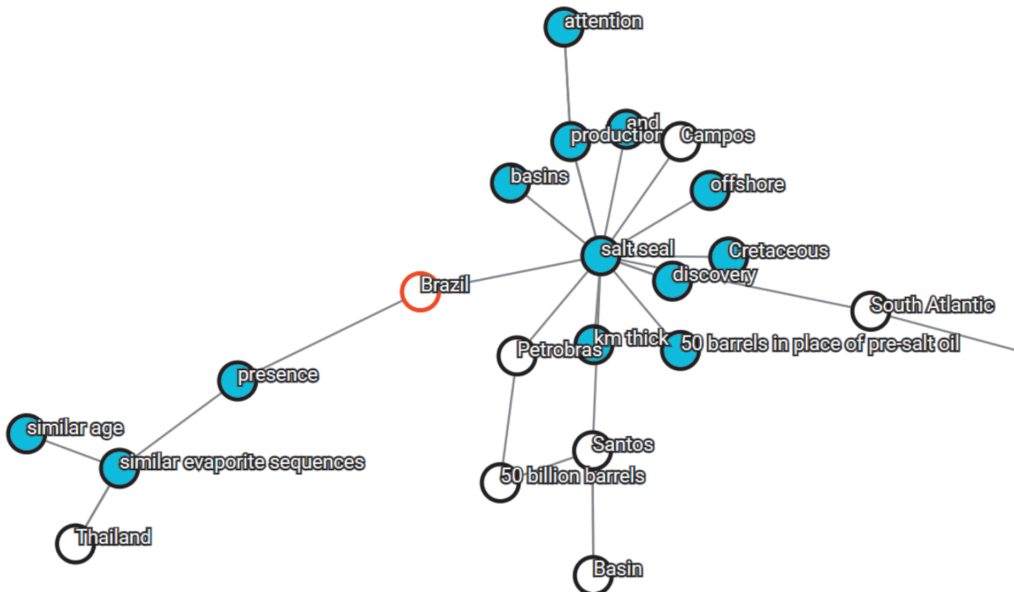 attention
and
production
Campos
basins
offshore
salt seal
Cretaceous
discovery
Brazil
South Atlantic
km thick
50 barrels in place of pre-salt oil
Petrobras
presence
similar age
Santos
similar evaporite sequences
50 billion barrels
Thailand
Basin